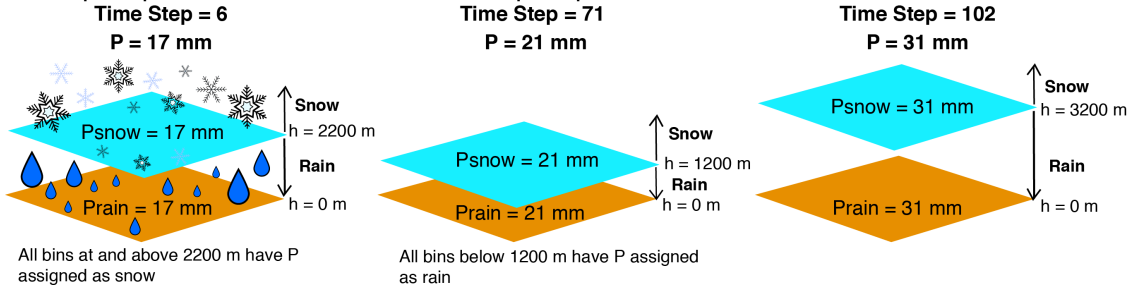 Time Step = 6
P = 17 mm
Snow
Psnow = 17 mm
h = 2200 m
Rain
Prain = 17 mm
h = 0 m
All bins at and above 2200 m have P
assigned as snow
Time Step = 71
P = 21 mm
Snow
Psnow = 21 mm
h = 1200 m
Rain
Prain = 21 mm
h = 0 m
All bins below 1200 m have P assigned
as rain
Time Step = 102
P = 31 mm
Snow
Psnow = 31 mm
h = 3200 m
Rain
Prain = 31 mm
h = 0 m